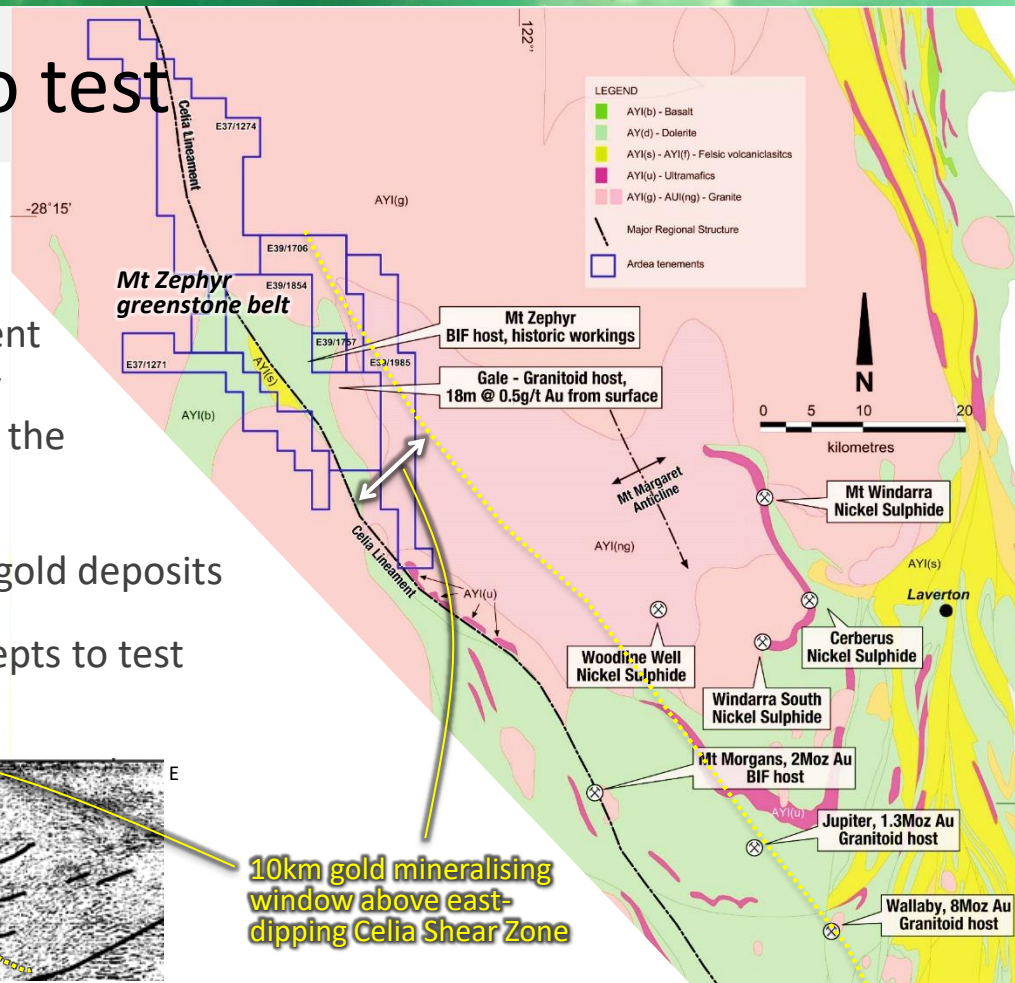 o test
ent
the
gold deposits
epts to test
122°
LEGEND
AYI(b) - Basalt
AY(d) - Dolerite
AYI(s) - AYI(f) - Felsic volcaniclasitcs
AYI(u) - Ultramafics
AYI(g) - AUI(ng) - Granite
Major Regional Structure
Ardea tenements
-28°15'
Celia Lineament
E37/1274
AYI(g)
E39/1706
Mt Zephyr
greenstone belt
E39/1854
E37/1271
E39/1757
E39/1985
AYI(s)
AYI(b)
Mt Zephyr
BIF host, historic workings
Gale - Granitoid host,
18m @ 0.5g/t Au from surface
N
0 5 10 20
kilometres
Mt Margaret
Anticline
Mt Windarra
Nickel Sulphide
AYI(ng)
AYI(s)
Laverton
Celia Lineament
AYI(u)
Woodline Well
Nickel Sulphide
Cerberus
Nickel Sulphide
Windarra South
Nickel Sulphide
Mt Morgans, 2Moz Au
BIF host
AYI(u)
Jupiter, 1.3Moz Au
Granitoid host
Wallaby, 8Moz Au
Granitoid host
E
10km gold mineralising
window above east-
dipping Celia Shear Zone